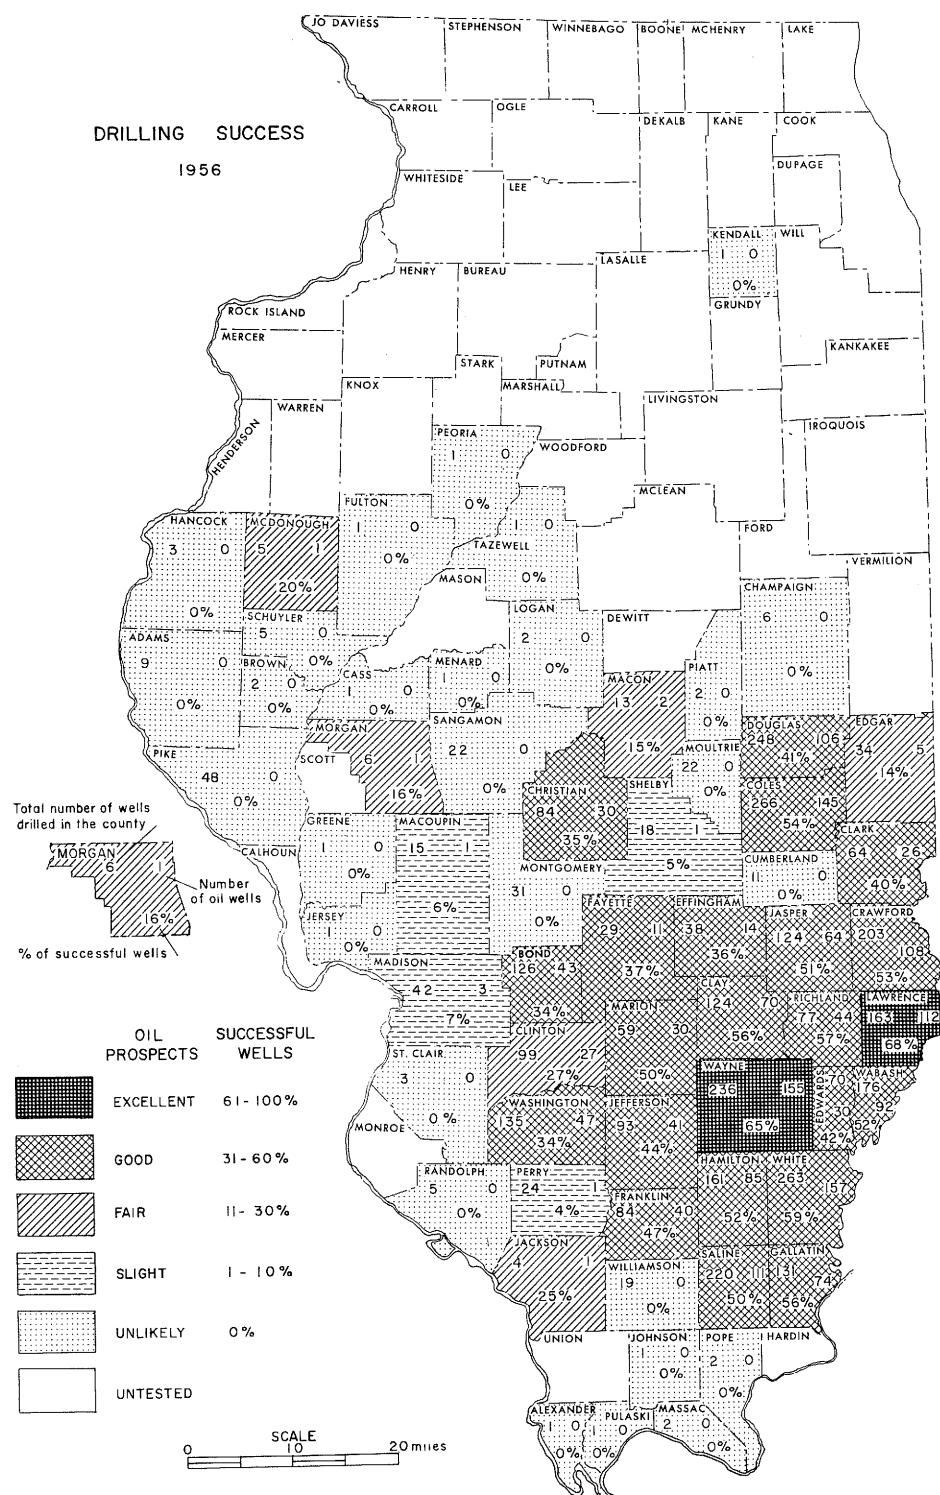 JO DAVIESS
STEPHENSON
WINNEBAGO
BOONE
MCHENRY
LAKE
CARROLL
OGLE
DEKALB
KANE
COOK
DRILLING SUCCESS
1956
DUPAGE
WHITESIDE
LEE
KENDALL
1 0
0%
WILL
LASALLE
HENRY
BUREAU
GRUNDY
ROCK ISLAND
MERCER
KANKAKEE
STARK
PUTNAM
KNOX
MARSHALL
LIVINGSTON
WARREN
HENDERSON
IROQUOIS
PEORIA
1 0
0%
WOODFORD
MCLEAN
FULTON
1 0
0%
HANCOCK
3 0
0%
MCDONOUGH
5 1
20%
TAZEWELL
1 0
0%
FORD
VERMILION
MASON
CHAMPAIGN
6 0
0%
LOGAN
2 0
0%
DEWITT
SCHUYLER
5 0
0%
ADAMS
9 0
0%
BROWN
2 0
0%
CASS
1 0
0%
MENARD
1 0
0%
MACON
13 2
15%
PIATT
2 0
0%
SANGAMON
22 0
0%
MORGAN
6 1
16%
SCOTT
DOUGLAS
248 106
41%
EDGAR
34 5
14%
PIKE
48 0
0%
MOULTRIE
22 0
0%
CHRISTIAN
84 30
35%
SHELBY
18 1
5%
COLES
266 145
54%
Total number of wells
drilled in the county
MORGAN
6 1
16%
Number
of oil wells
% of successful wells
GREENE
1 0
0%
MACOUPIN
15 1
6%
CLARK
64 26
40%
CALHOUN
MONTGOMERY
31 0
0%
CUMBERLAND
11 0
0%
JERSEY
1 0
0%
FAYETTE
29 11
37%
EFFINGHAM
38 14
36%
JASPER
124 64
51%
CRAWFORD
203 108
53%
MADISON
42 3
7%
BOND
126 43
34%
CLAY
124 70
56%
RICHLAND
77 44
57%
LAWRENCE
163 112
68%
MARION
59 30
50%
CLINTON
99 27
27%
ST. CLAIR
3 0
0%
WAYNE
236 155
65%
EDWARDS
70
30
42%
WABASH
176
92
52%
MONROE
WASHINGTON
135 47
34%
JEFFERSON
93 41
44%
RANDOLPH
5 0
0%
PERRY
24 1
4%
HAMILTON
161 85
52%
WHITE
263 157
59%
FRANKLIN
84 40
47%
JACKSON
4 1
25%
WILLIAMSON
19 0
0%
SALINE
220 111
50%
GALLATIN
131 74
56%
UNION
JOHNSON
1 0
0%
POPE
2 0
0%
HARDIN
ALEXANDER
1 0
0%
PULASKI
1 0
0%
MASSAC
2 0
0%
OIL SUCCESSFUL
PROSPECTS WELLS
EXCELLENT 61-100%
GOOD 31-60%
FAIR 11-30%
SLIGHT 1-10%
UNLIKELY 0%
UNTESTED
SCALE
0 10 20 miles